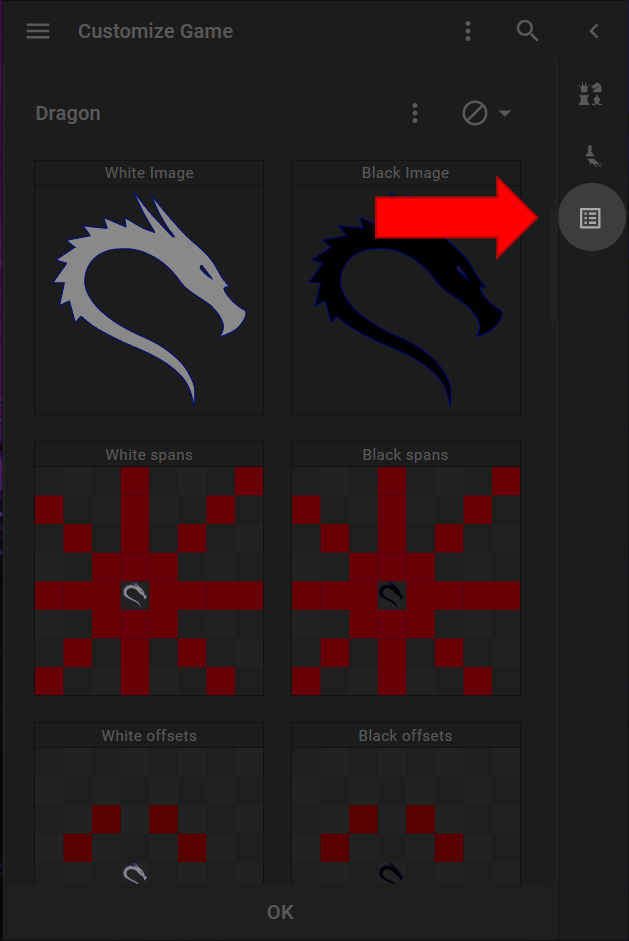 Customize Game
Dragon
White Image
Black Image
White spans
Black spans
White offsets
Black offsets
OK